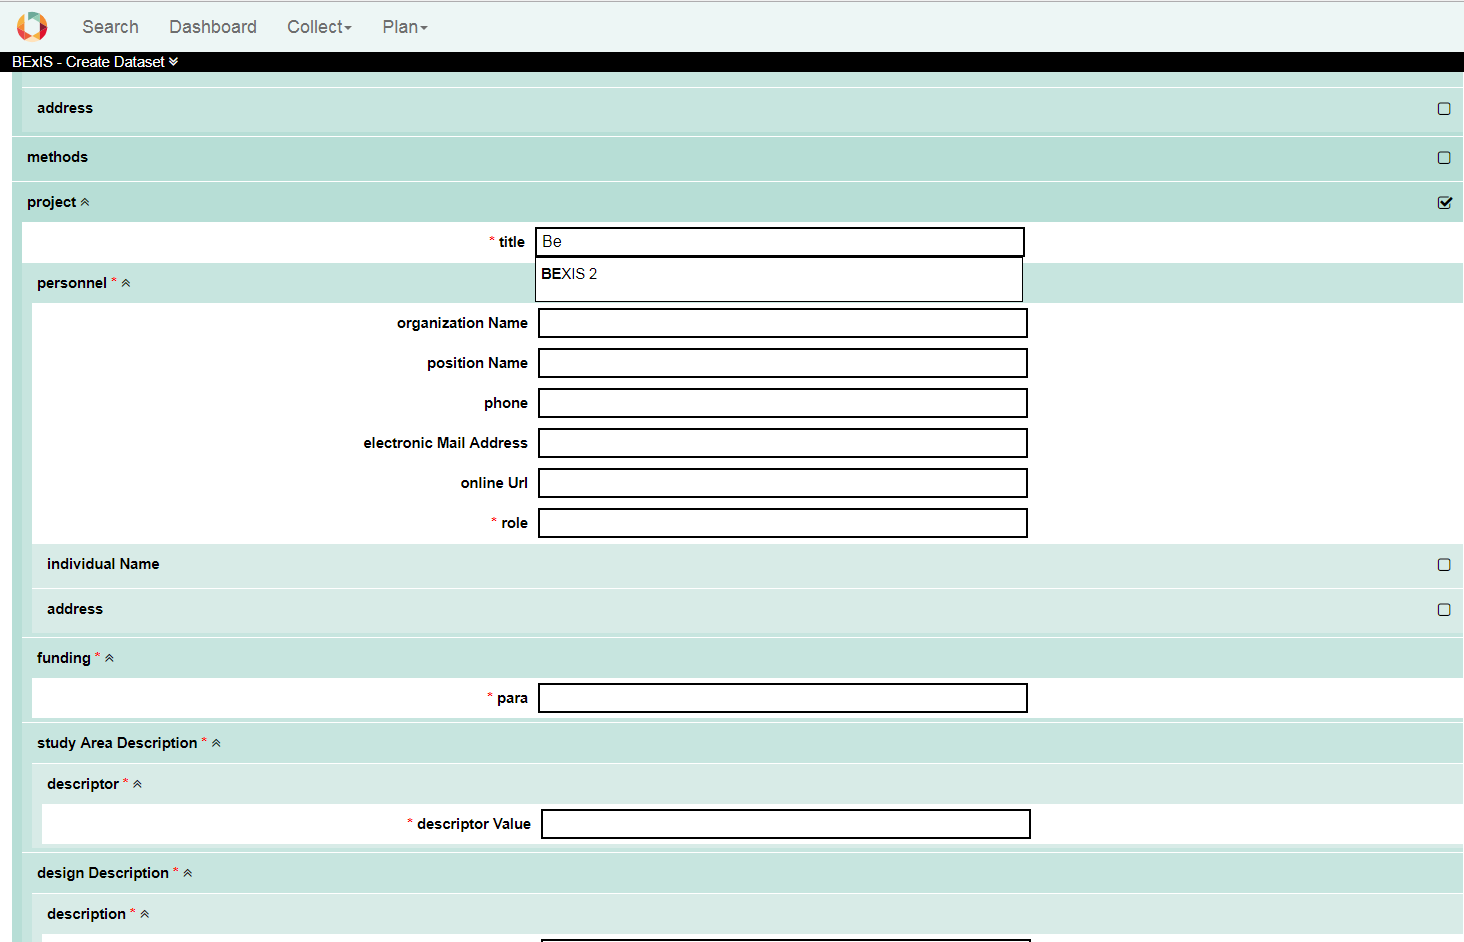 Search Dashboard Collect Plan
BExIS - Create Dataset
address
methods
project
* title Be
BEXIS 2
personnel *
organization Name
position Name
phone
electronic Mail Address
online Url
* role
individual Name
address
funding *
* para
study Area Description *
descriptor *
* descriptor Value
design Description *
description *